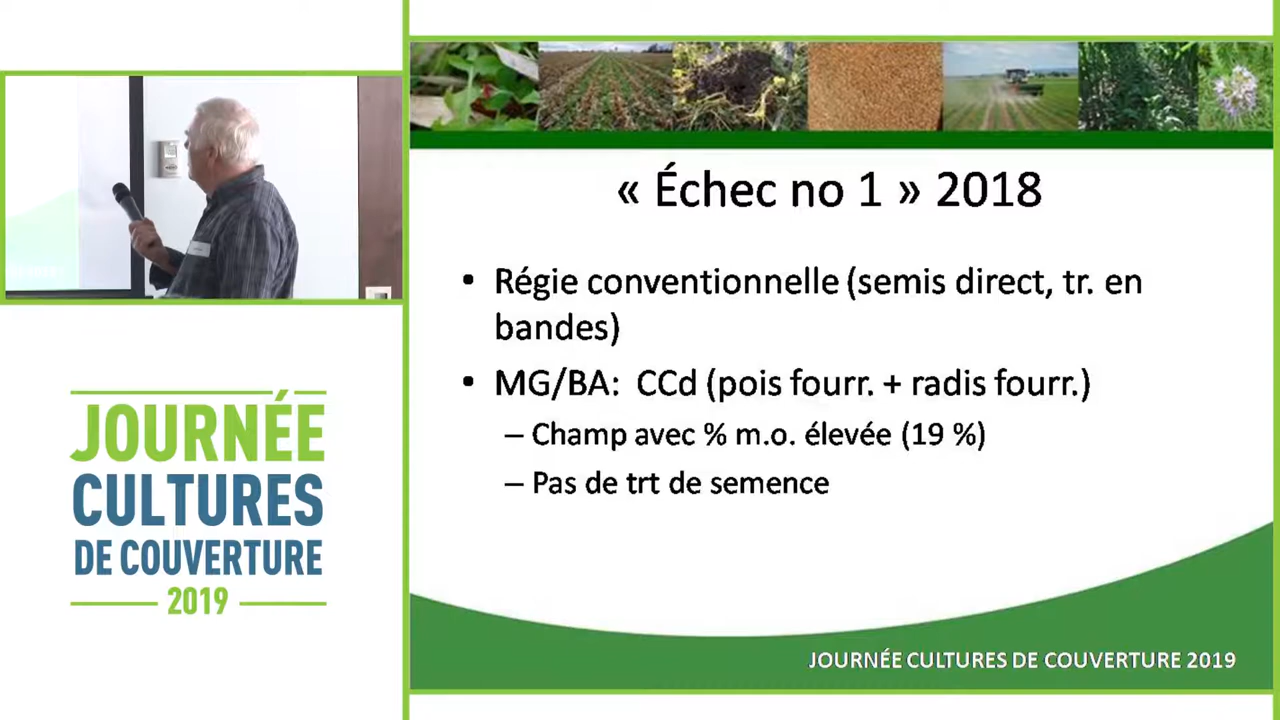 « Échec no 1 » 2018
• Régie conventionnelle (semis direct, tr. en
bandes)
• MG/BA: CCd (pois fourr. + radis fourr.)
– Champ avec % m.o. élevée (19 %)
– Pas de trt de semence
JOURNÉE CULTURES DE COUVERTURE 2019
JOURNÉE
CULTURES
DE COUVERTURE
2019